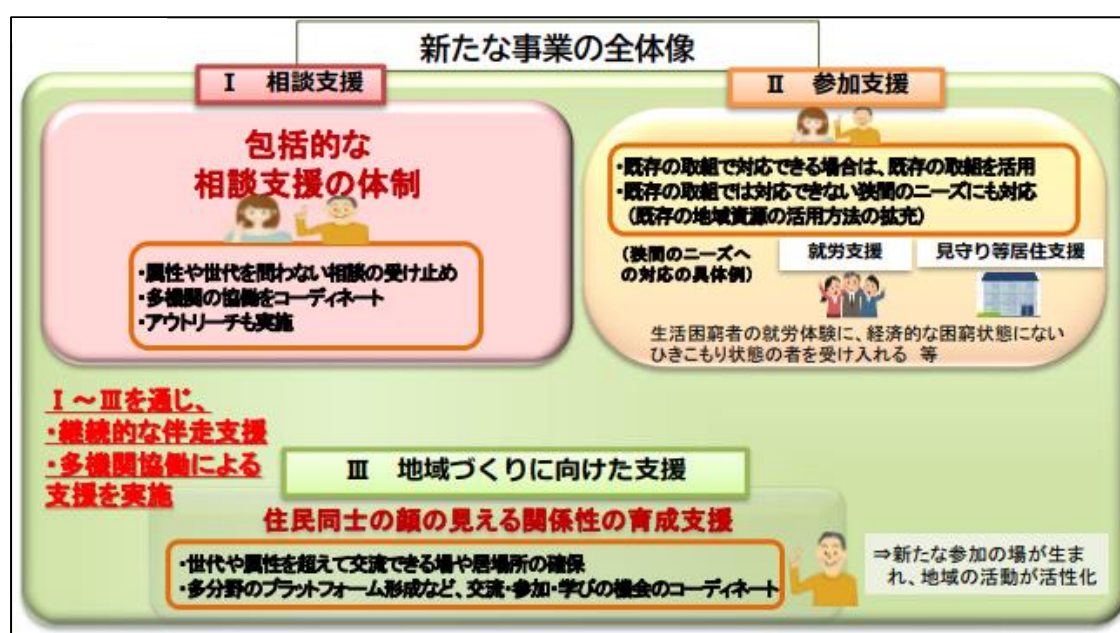 新たな事業の全体像
Ⅰ 相談支援
包括的な
相談支援の体制
・属性や世代を問わない相談の受け止め
・多機関の協働をコーディネート
・アウトリーチも実施
Ⅱ 参加支援
・既存の取組で対応できる場合は、既存の取組を活用
・既存の取組では対応できない狭間のニーズにも対応
（既存の地域資源の活用方法の拡充）
（狭間のニーズへ
の対応の具体例）
就労支援
見守り等居住支援
生活困窮者の就労体験に、経済的な困窮状態にない
ひきこもり状態の者を受け入れる 等
Ⅰ～Ⅲを通じ、
・継続的な伴走支援
・多機関協働による
支援を実施
Ⅲ 地域づくりに向けた支援
住民同士の顔の見える関係性の育成支援
・世代や属性を超えて交流できる場や居場所の確保
・多分野のプラットフォーム形成など、交流・参加・学びの機会のコーディネート
⇒新たな参加の場が生ま
れ、地域の活動が活性化